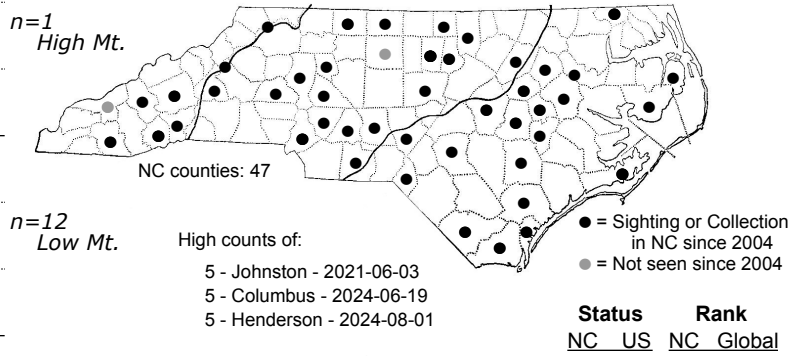 n=1
High Mt.
NC counties: 47
n=12
Low Mt.
High counts of:
5 - Johnston - 2021-06-03
5 - Columbus - 2024-06-19
5 - Henderson - 2024-08-01
= Sighting or Collection
in NC since 2004
= Not seen since 2004
Status Rank
NC US NC Global